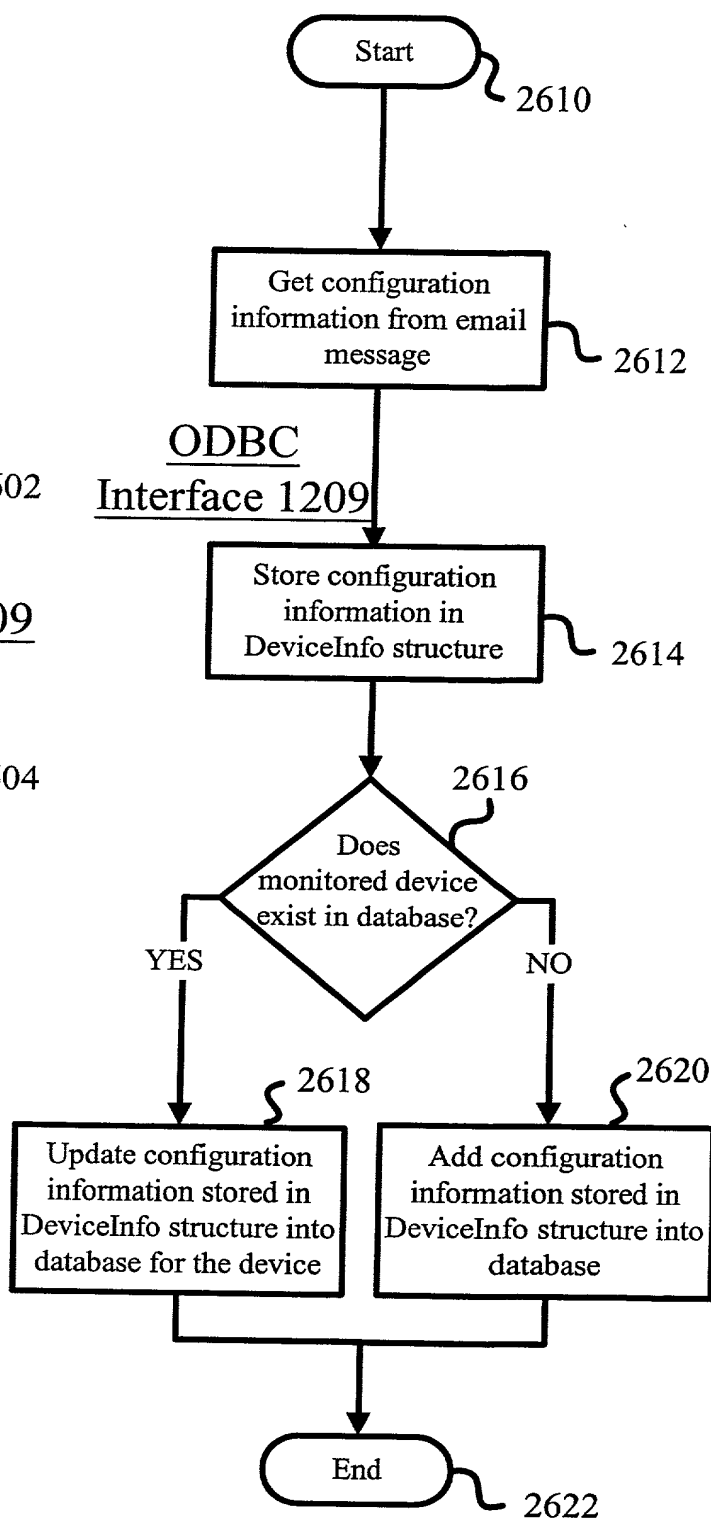 Start
2610
Get configuration
information from email
message
2612
ODBC
Interface 1209
Store configuration
information in
DeviceInfo structure
2614
2616
Does
monitored device
exist in database?
YES
NO
2618
2620
Update configuration
information stored in
DeviceInfo structure into
database for the device
Add configuration
information stored in
DeviceInfo structure into
database
End
2622